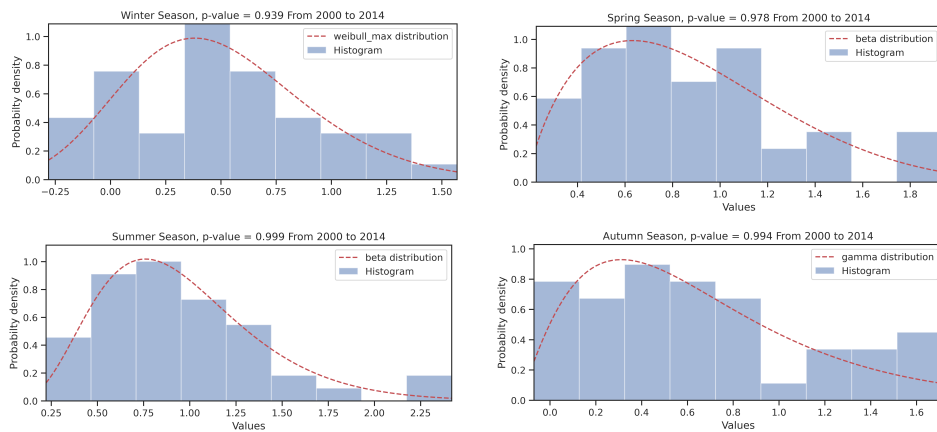 Winter Season, p-value = 0.939 From 2000 to 2014
weibull_max distribution
Histogram
Probabilty density
1.0
0.8
0.6
0.4
0.2
0.0
−0.25 0.00 0.25 0.50 0.75 1.00 1.25 1.50
Spring Season, p-value = 0.978 From 2000 to 2014
beta distribution
Histogram
Probabilty density
1.0
0.8
0.6
0.4
0.2
0.0
0.4 0.6 0.8 1.0 1.2 1.4 1.6 1.8
Values
Summer Season, p-value = 0.999 From 2000 to 2014
beta distribution
Histogram
Probabilty density
1.0
0.8
0.6
0.4
0.2
0.0
0.25 0.50 0.75 1.00 1.25 1.50 1.75 2.00 2.25
Values
Autumn Season, p-value = 0.994 From 2000 to 2014
gamma distribution
Histogram
Probabilty density
1.0
0.8
0.6
0.4
0.2
0.0
0.0 0.2 0.4 0.6 0.8 1.0 1.2 1.4 1.6
Values